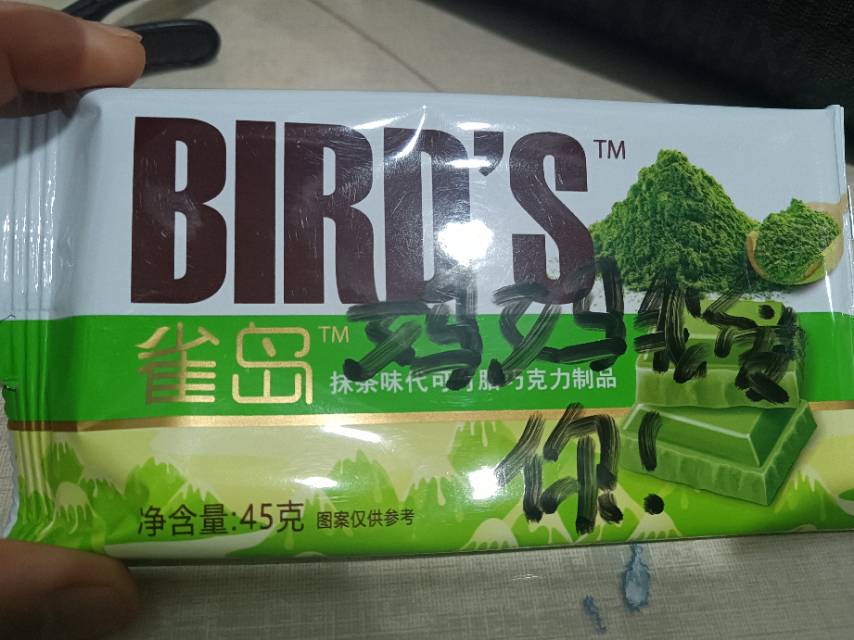 BIRD'S™
雀岛™
妈妈恋爱
抹茶味代可可脂巧克力制品
你!
净含量:45克 图案仅供参考